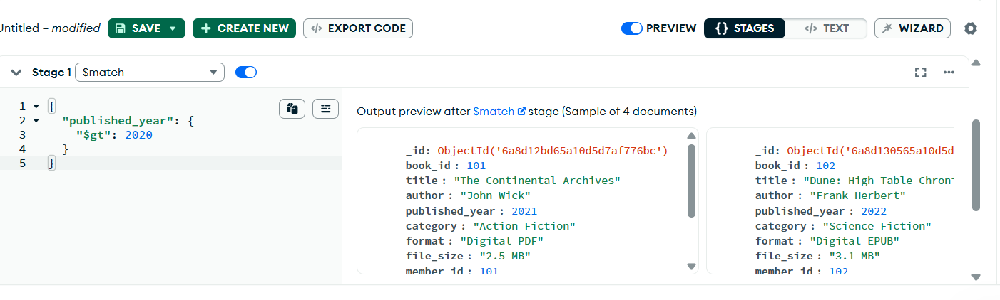 Untitled – modified SAVE CREATE NEW </> EXPORT CODE PREVIEW {} STAGES </> TEXT WIZARD
Stage 1 $match
1 {
2 "published_year": {
3 "$gt": 2020
4 }
5 }
Output preview after $match stage (Sample of 4 documents)
_id: ObjectId('6a8d12bd65a10d5d7af776bc')
book_id : 101
title : "The Continental Archives"
author : "John Wick"
published_year : 2021
category : "Action Fiction"
format : "Digital PDF"
file_size : "2.5 MB"
member_id : 101
_id: ObjectId('6a8d130565a10d5d
book_id : 102
title : "Dune: High Table Chroni
author : "Frank Herbert"
published_year : 2022
category : "Science Fiction"
format : "Digital EPUB"
file_size : "3.1 MB"
member_id : 102